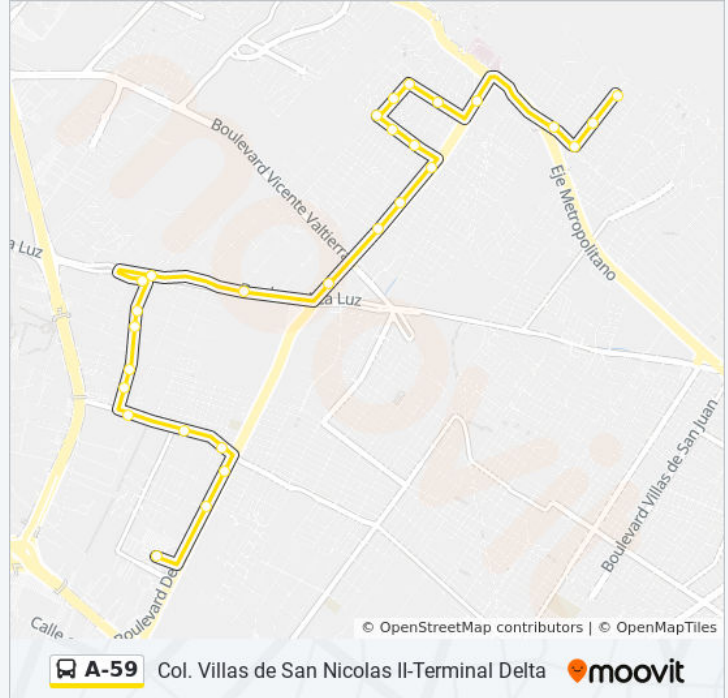 Boulevard Vicente Valtierra
Eje Metropolitano
a Luz
La Luz
Boulevard Villas de San Juan
Boulevard De
Calle
© OpenStreetMap contributors | © OpenMapTiles
A-59 Col. Villas de San Nicolas II-Terminal Delta moovit